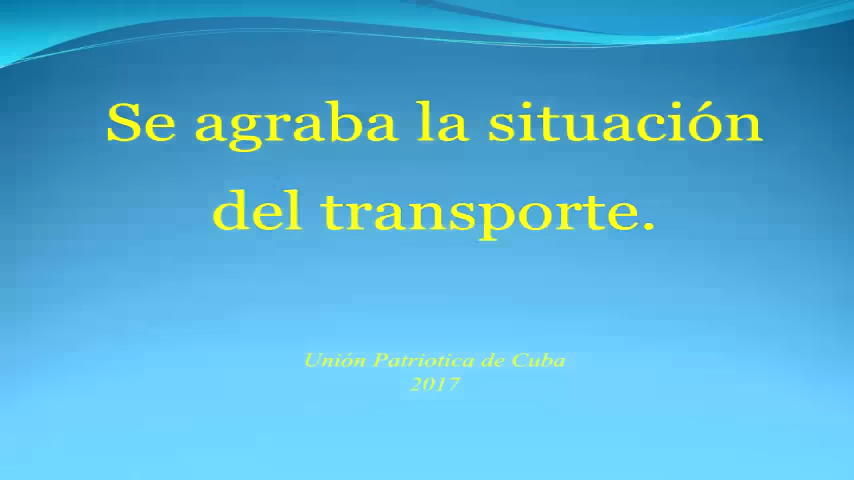 Se agraba la situación
del transporte.
Unión Patriotica de Cuba
2017